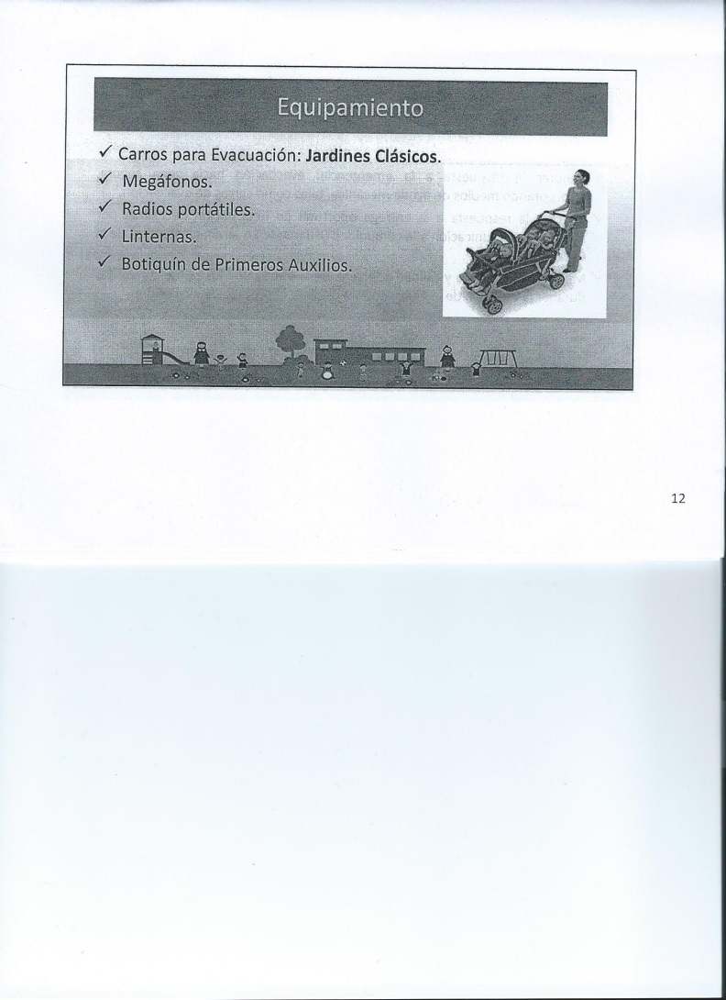 Equipamiento
✓ Carros para Evacuación: Jardines Clásicos.
✓ Megáfonos.
✓ Radios portátiles.
✓ Linternas.
✓ Botiquín de Primeros Auxilios.
12